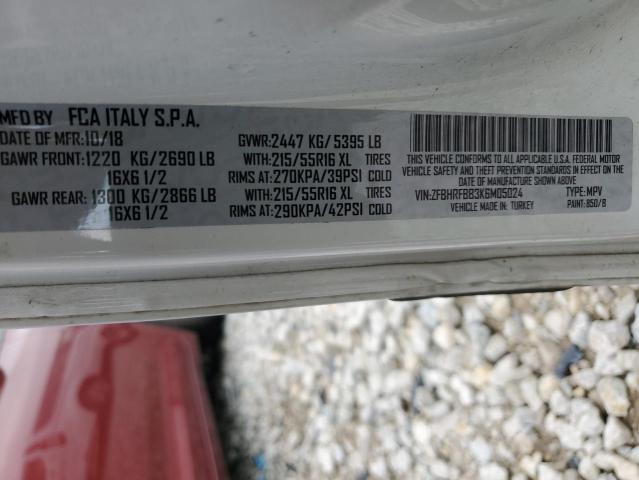 MFD BY FCA ITALY S.P.A.
DATE OF MFR:10/18 GVWR:2447 KG/5395 LB
GAWR FRONT:1220 KG/2690 LB WITH:215/55R16 XL TIRES
16X6 1/2 RIMS AT:270KPA/39PSI COLD
GAWR REAR:1300 KG/2866 LB WITH:215/55R16 XL TIRES
16X6 1/2 RIMS AT:290KPA/42PSI COLD
THIS VEHICLE CONFORMS TO ALL APPLICABLE U.S.A. FEDERAL MOTOR
VEHICLE SAFETY AND THEFT PREVENTION STANDARDS IN EFFECT ON THE
DATE OF MANUFACTURE SHOWN ABOVE
VIN:ZFBHRFBB3K6M05024 TYPE: MPV
VEHICLE MADE IN: TURKEY PAINT: 850/B